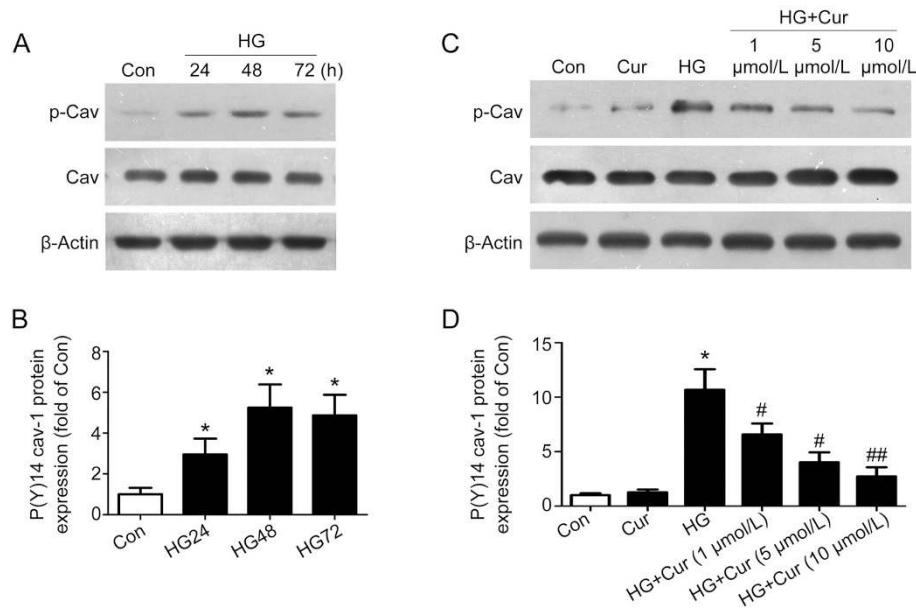 A
HG
Con 24 48 72 (h)
p-Cav
Cav
β-Actin
B
P(Y)14 cav-1 protein
expression (fold of Con)
8
6
4
2
0
*
*
*
Con
HG24
HG48
HG72
C
HG+Cur
1 5 10
Con Cur HG µmol/L µmol/L µmol/L
p-Cav
Cav
β-Actin
D
P(Y)14 cav-1 protein
expression (fold of Con)
15
10
5
0
*
#
#
##
Con
Cur
HG
HG+Cur (1 µmol/L)
HG+Cur (5 µmol/L)
HG+Cur (10 µmol/L)